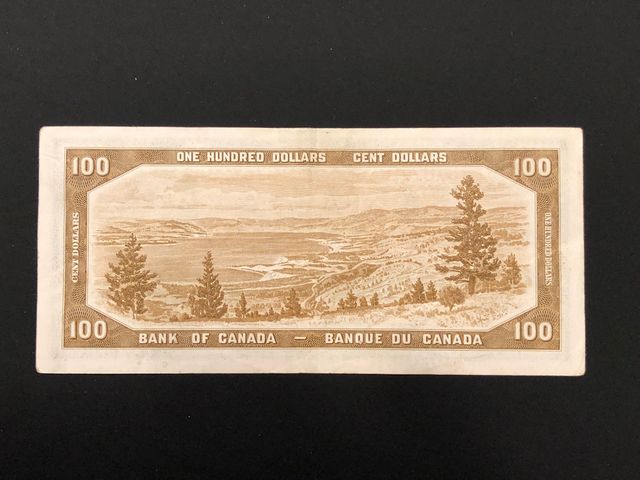 100 ONE HUNDRED DOLLARS CENT DOLLARS 100
CENT DOLLARS
ONE HUNDRED DOLLARS
100 BANK OF CANADA — BANQUE DU CANADA 100